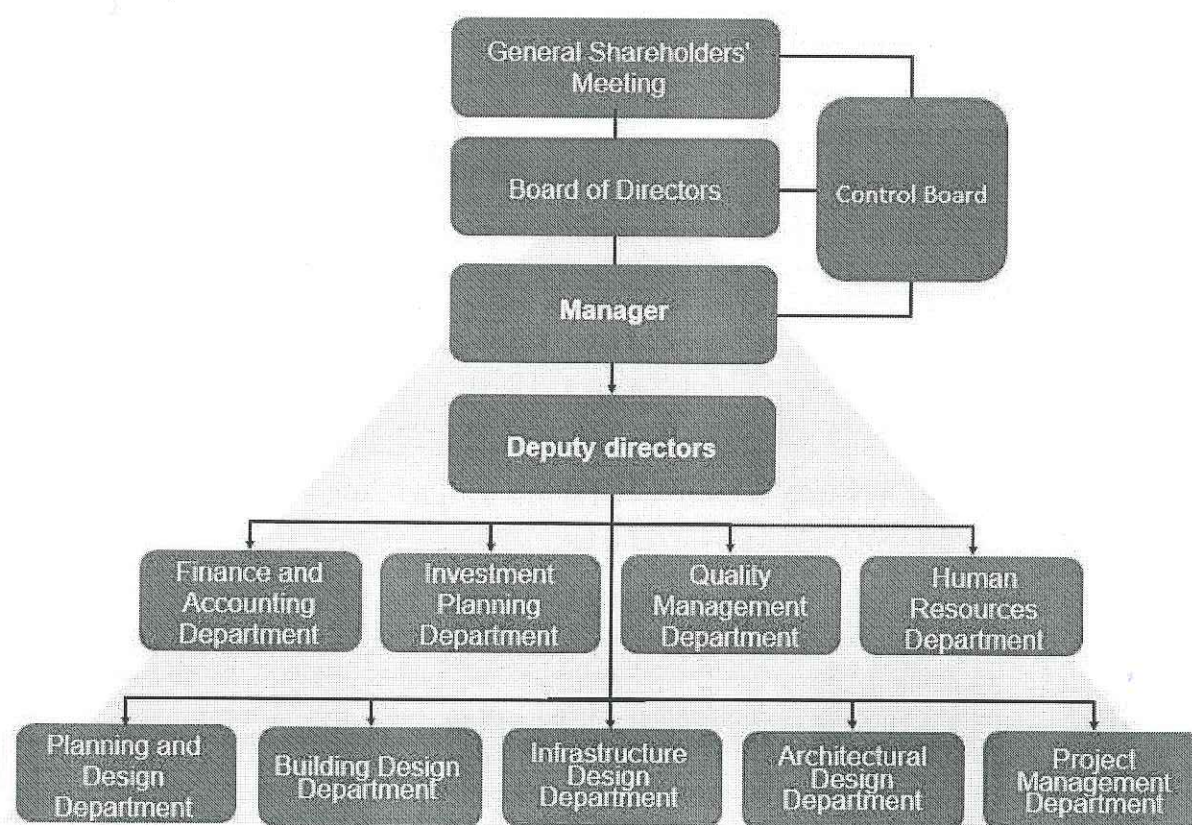 General Shareholders'
Meeting
Board of Directors
Control Board
Manager
Deputy directors
Finance and
Accounting
Department
Investment
Planning
Department
Quality
Management
Department
Human
Resources
Department
Planning and
Design
Department
Building Design
Department
Infrastructure
Design
Department
Architectural
Design
Department
Project
Management
Department